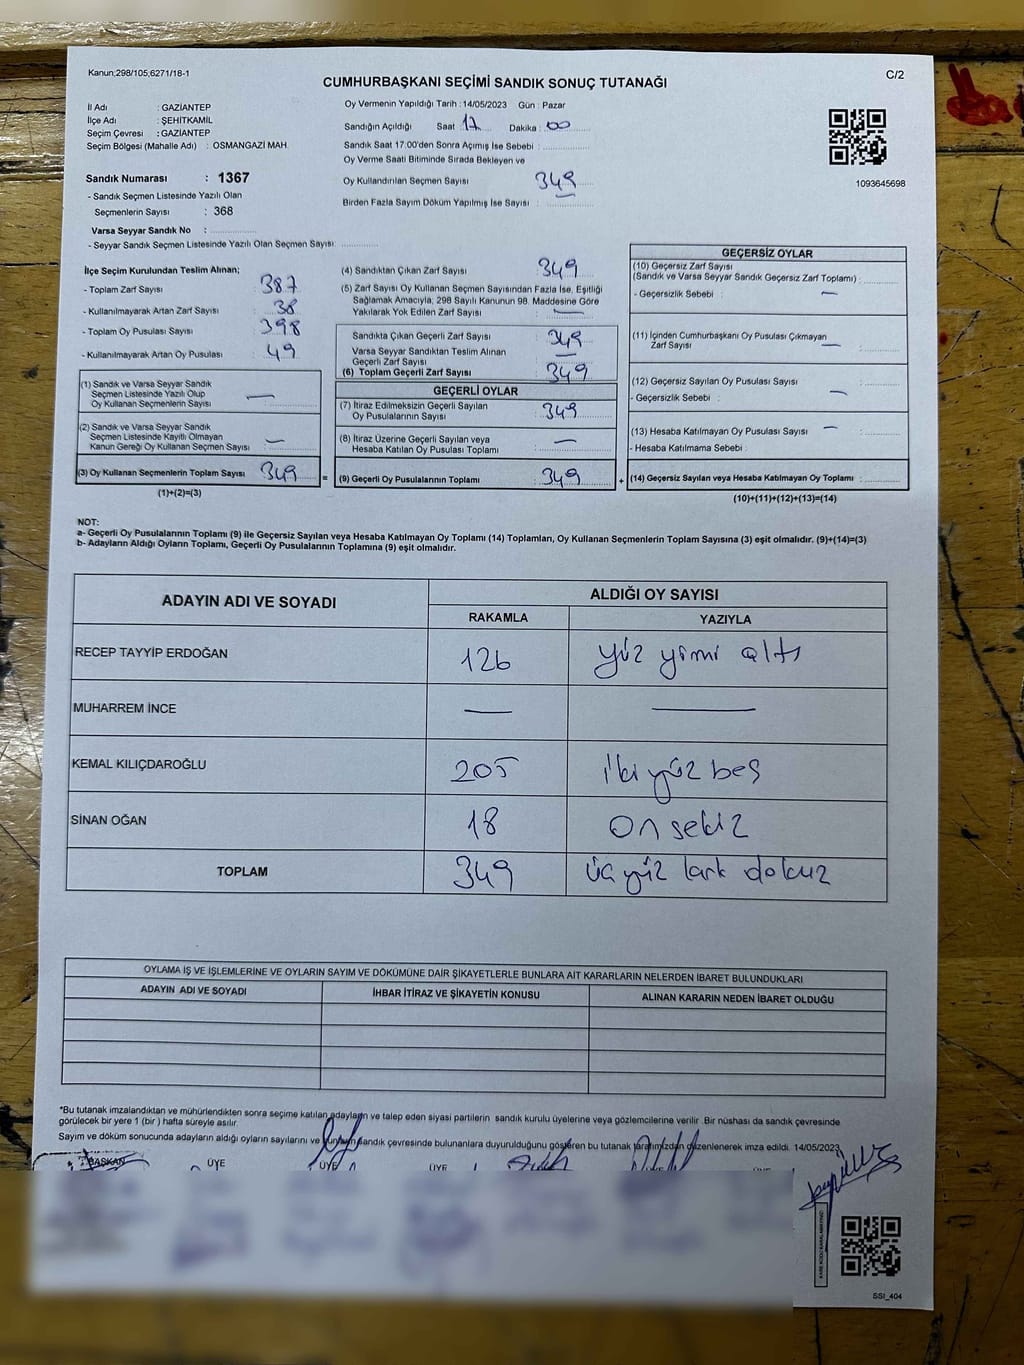 Kanun;298/105,6271/18-1
C/2
CUMHURBAŞKANI SEÇİMİ SANDIK SONUÇ TUTANAĞI
İl Adı : GAZİANTEP
İlçe Adı : ŞEHİTKAMİL
Seçim Çevresi : GAZİANTEP
Seçim Bölgesi (Mahalle Adı) : OSMANGAZİ MAH.
Sandık Numarası : 1367
- Sandık Seçmen Listesinde Yazılı Olan
Seçmenlerin Sayısı : 368
Varsa Seyyar Sandık No :
- Seyyar Sandık Seçmen Listesinde Yazılı Olan Seçmen Sayısı:
Oy Vermenin Yapıldığı Tarih : 14/05/2023 Gün : Pazar
Sandığın Açıldığı Saat 17 Dakika : 00
Sandık Saat 17:00'den Sonra Açımış İse Sebebi :
Oy Verme Saati Bitiminde Sırada Bekleyen ve
Oy Kullandırılan Seçmen Sayısı 349
Birden Fazla Sayım Döküm Yapılmış İse Sayısı :
1093645698
İlçe Seçim Kurulundan Teslim Alınan;
- Toplam Zarf Sayısı : 387
- Kullanılmayarak Artan Zarf Sayısı : 38
- Toplam Oy Pusulası Sayısı : 398
- Kullanılmayarak Artan Oy Pusulası : 49
(1) Sandık ve Varsa Seyyar Sandık
Seçmen Listesinde Yazılı Olup
Oy Kullanan Seçmenlerin Sayısı : —
(2) Sandık ve Varsa Seyyar Sandık
Seçmen Listesinde Kayıtlı Olmayan
Kanun Gereği Oy Kullanan Seçmen Sayısı : —
(3) Oy Kullanan Seçmenlerin Toplam Sayısı : 349
(1)+(2)=(3)
=
(4) Sandıktan Çıkan Zarf Sayısı : 349
(5) Zarf Sayısı Oy Kullanan Seçmen Sayısından Fazla İse, Eşitliği
Sağlamak Amacıyla; 298 Sayılı Kanunun 98. Maddesine Göre
Yakılarak Yok Edilen Zarf Sayısı : —
Sandıkta Çıkan Geçerli Zarf Sayısı : 349
Varsa Seyyar Sandıktan Teslim Alınan
Geçerli Zarf Sayısı : —
(6) Toplam Geçerli Zarf Sayısı : 349
GEÇERLİ OYLAR
(7) İtiraz Edilmeksizin Geçerli Sayılan
Oy Pusulalarının Sayısı : 349
(8) İtiraz Üzerine Geçerli Sayılan veya
Hesaba Katılan Oy Pusulası Toplamı : —
(9) Geçerli Oy Pusulalarının Toplamı : 349
+
GEÇERSİZ OYLAR
(10) Geçersiz Zarf Sayısı
(Sandık ve Varsa Seyyar Sandık Geçersiz Zarf Toplamı) :
- Geçersizlik Sebebi : —
(11) İçinden Cumhurbaşkanı Oy Pusulası Çıkmayan
Zarf Sayısı : —
(12) Geçersiz Sayılan Oy Pusulası Sayısı :
- Geçersizlik Sebebi : —
(13) Hesaba Katılmayan Oy Pusulası Sayısı : —
- Hesaba Katılmama Sebebi :
(14) Geçersiz Sayılan veya Hesaba Katılmayan Oy Toplamı :
(10)+(11)+(12)+(13)=(14)
NOT:
a- Geçerli Oy Pusulalarının Toplamı (9) ile Geçersiz Sayılan veya Hesaba Katılmayan Oy Toplamı (14) Toplamları, Oy Kullanan Seçmenlerin Toplam Sayısına (3) eşit olmalıdır. (9)+(14)=(3)
b- Adayların Aldığı Oyların Toplamı, Geçerli Oy Pusulalarının Toplamına (9) eşit olmalıdır.
ADAYIN ADI VE SOYADI
ALDIĞI OY SAYISI
RAKAMLA YAZIYLA
RECEP TAYYİP ERDOĞAN 126 yüz yirmi altı
MUHARREM İNCE — —
KEMAL KILIÇDAROĞLU 205 iki yüz beş
SİNAN OĞAN 18 on sekiz
TOPLAM 349 üç yüz kırk dokuz
OYLAMA İŞ VE İŞLEMLERİNE VE OYLARIN SAYIM VE DÖKÜMÜNE DAİR ŞİKAYETLERLE BUNLARA AİT KARARLARIN NELERDEN İBARET BULUNDUKLARI
ADAYIN ADI VE SOYADI İHBAR İTİRAZ VE ŞİKAYETİN KONUSU ALINAN KARARIN NEDEN İBARET OLDUĞU
*Bu tutanak imzalandıktan ve mühürlendikten sonra seçime katılan adayların ve talep eden siyasi partilerin sandık kurulu üyelerine veya gözlemcilerine verilir. Bir nüshası da sandık çevresinde
görülecek bir yere 1 (bir ) hafta süreyle asılır.
Sayım ve döküm sonucunda adayların aldığı oyların sayılarını ve bunların sandık çevresinde bulunanlara duyurulduğunu gösteren bu tutanak tarafımızdan düzenlenerek imza edildi. 14/05/2023
BAŞKAN ÜYE ÜYE ÜYE
SSI_404